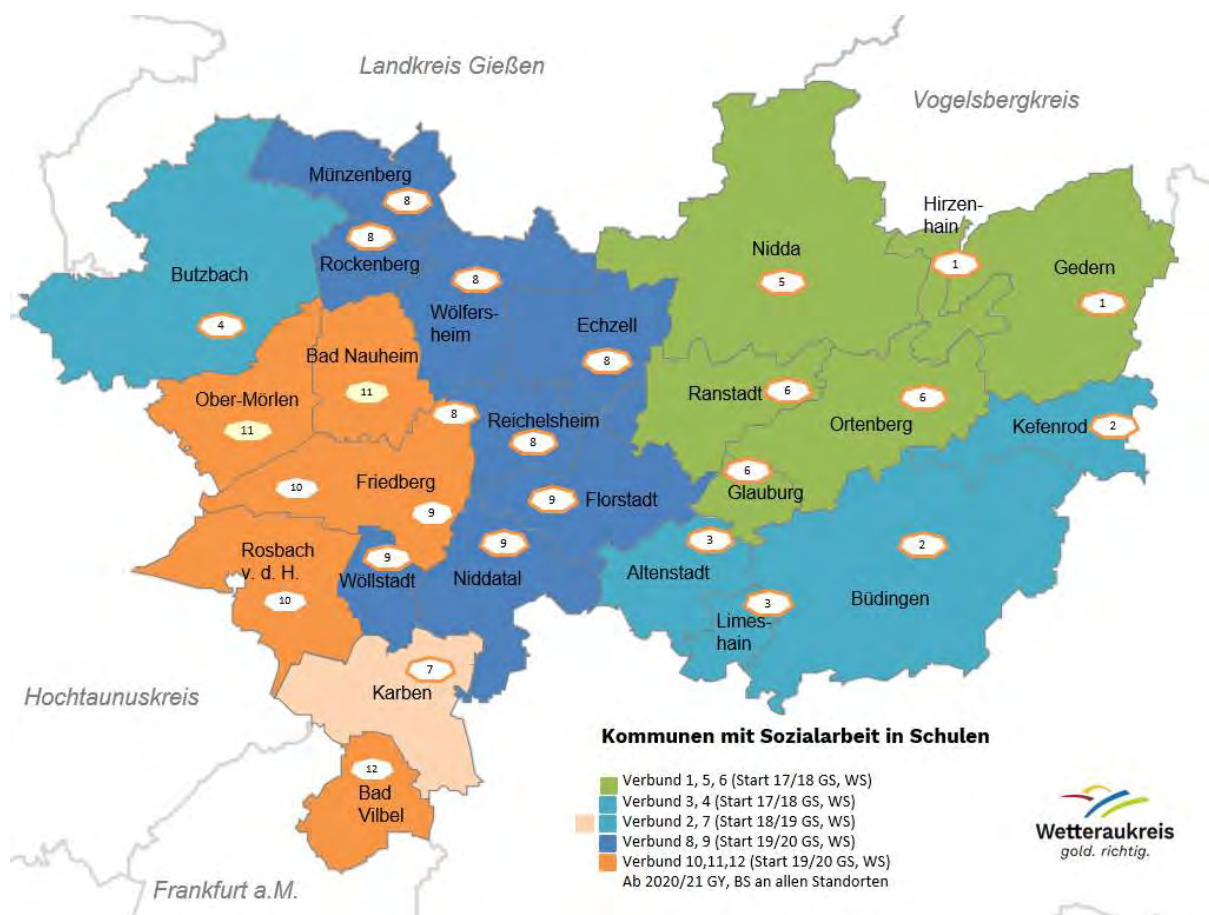 Landkreis Gießen
Vogelsbergkreis
Münzenberg
8
Hirzen-
hain
8
Nidda
1
Rockenberg
Gedern
Butzbach
8
5
1
Wölfers-
heim
Echzell
4
8
Bad Nauheim
11
Ranstadt
6
6
Ober-Mörlen
11
8
Reichelsheim
8
Ortenberg
Kefenrod
2
6
Glauburg
10
Friedberg
9
9
Florstadt
Rosbach
v. d. H.
10
9
Wöllstadt
9
Niddatal
3
Altenstadt
2
Büdingen
3
Limes-
hain
7
Karben
Hochtaunuskreis
12
Bad
Vilbel
Frankfurt a.M.
Kommunen mit Sozialarbeit in Schulen
Verbund 1, 5, 6 (Start 17/18 GS, WS)
Verbund 3, 4 (Start 17/18 GS, WS)
Verbund 2, 7 (Start 18/19 GS, WS)
Verbund 8, 9 (Start 19/20 GS, WS)
Verbund 10,11,12 (Start 19/20 GS, WS)
Ab 2020/21 GY, BS an allen Standorten
Wetteraukreis
gold. richtig.